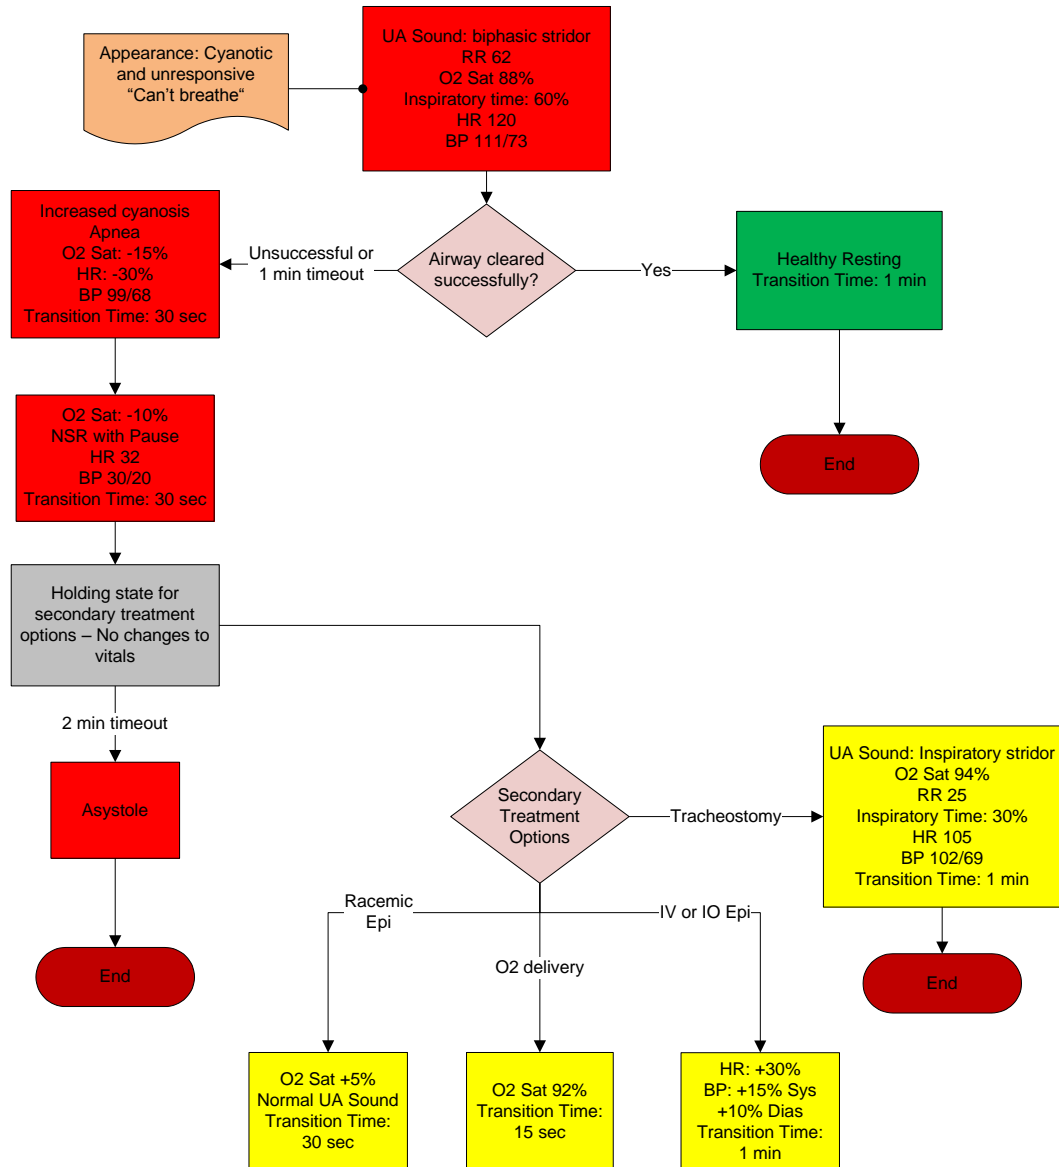 Appearance: Cyanotic
and unresponsive
“Can’t breathe“
UA Sound: biphasic stridor
RR 62
O2 Sat 88%
Inspiratory time: 60%
HR 120
BP 111/73
Increased cyanosis
Apnea
O2 Sat: -15%
HR: -30%
BP 99/68
Transition Time: 30 sec
Unsuccessful or
1 min timeout
Airway cleared
successfully?
Yes
Healthy Resting
Transition Time: 1 min
End
O2 Sat: -10%
NSR with Pause
HR 32
BP 30/20
Transition Time: 30 sec
Holding state for
secondary treatment
options – No changes to
vitals
2 min timeout
Asystole
End
Secondary
Treatment
Options
Tracheostomy
UA Sound: Inspiratory stridor
O2 Sat 94%
RR 25
Inspiratory Time: 30%
HR 105
BP 102/69
Transition Time: 1 min
End
Racemic
Epi
O2 delivery
IV or IO Epi
O2 Sat +5%
Normal UA Sound
Transition Time:
30 sec
O2 Sat 92%
Transition Time:
15 sec
HR: +30%
BP: +15% Sys
+10% Dias
Transition Time:
1 min